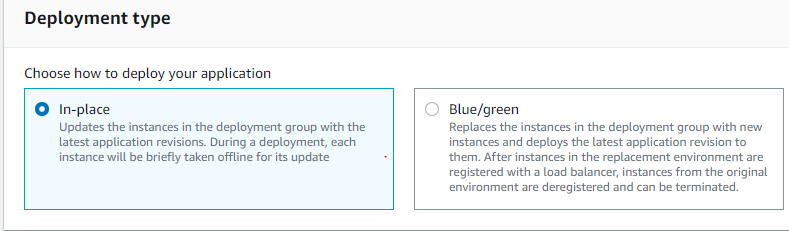 Deployment type
Choose how to deploy your application
In-place
Updates the instances in the deployment group with the
latest application revisions. During a deployment, each
instance will be briefly taken offline for its update
Blue/green
Replaces the instances in the deployment group with new
instances and deploys the latest application revision to
them. After instances in the replacement environment are
registered with a load balancer, instances from the original
environment are deregistered and can be terminated.